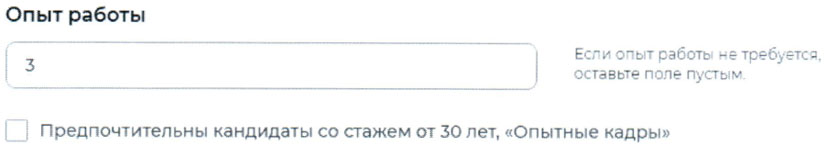 Опыт работы
3
Если опыт работы не требуется,
оставьте поле пустым.
Предпочтительны кандидаты со стажем от 30 лет, «Опытные кадры»